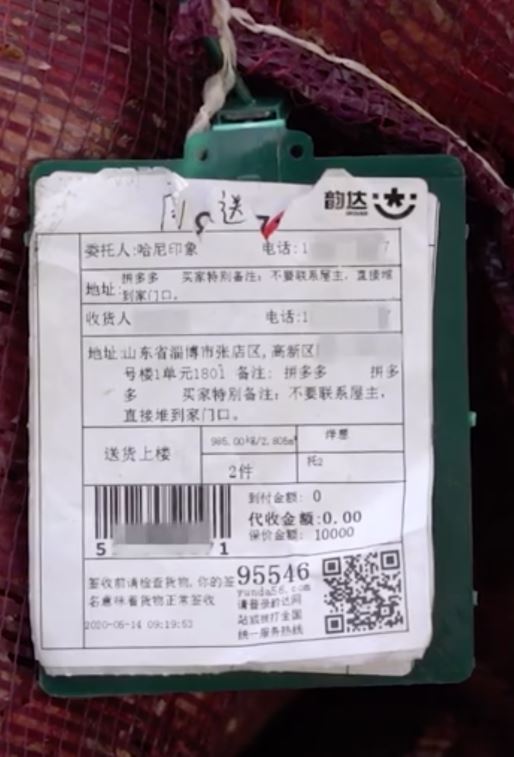 送
韵达
委托人:哈尼印象 电话:1 7
地址:拼多多 买家特别备注:不要联系屋主,直接堆
到家门口。
收货人 电话:1
地址:山东省淄博市张店区,高新区
号楼1单元1801 备注: 拼多多 拼多
多 买家特别备注:不要联系屋主,
直接堆到家门口。
送货上楼 985.00kg/2.805m³ 洋葱
2件 托2
到付金额: 0
代收金额:0.00
保价金额: 10000
5 1
签收前请检查货物,你的签
名意味着货物正常签收
2020-05-14 09:19:53
95546
yunda56.com
请登录韵达网
站或拨打全国
统一服务热线